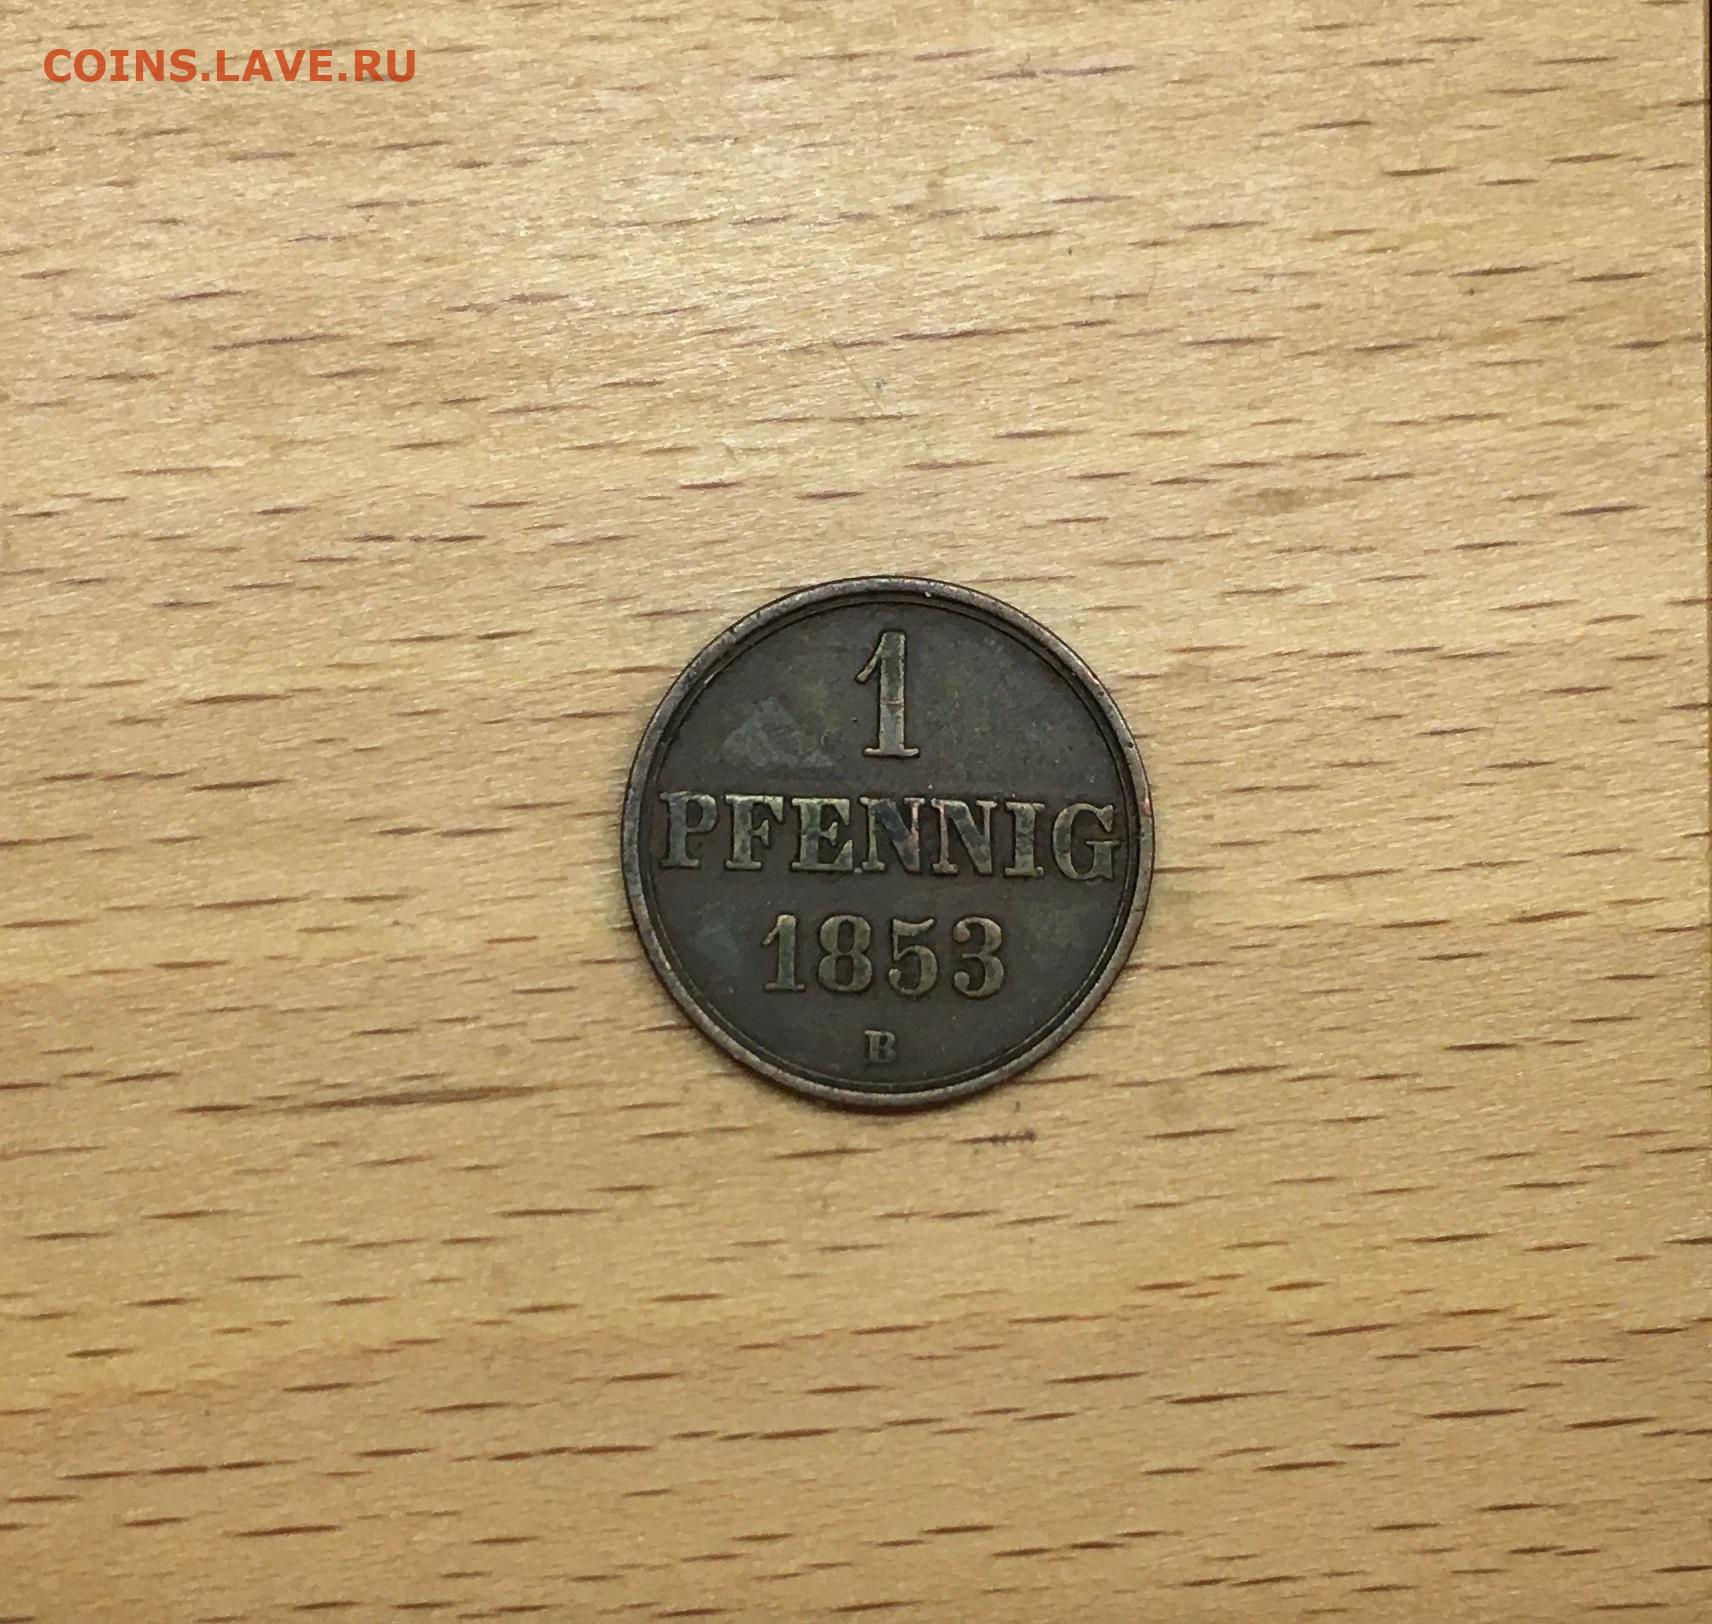 COINS.LAVE.RU
1
PFENNIG
1853
B